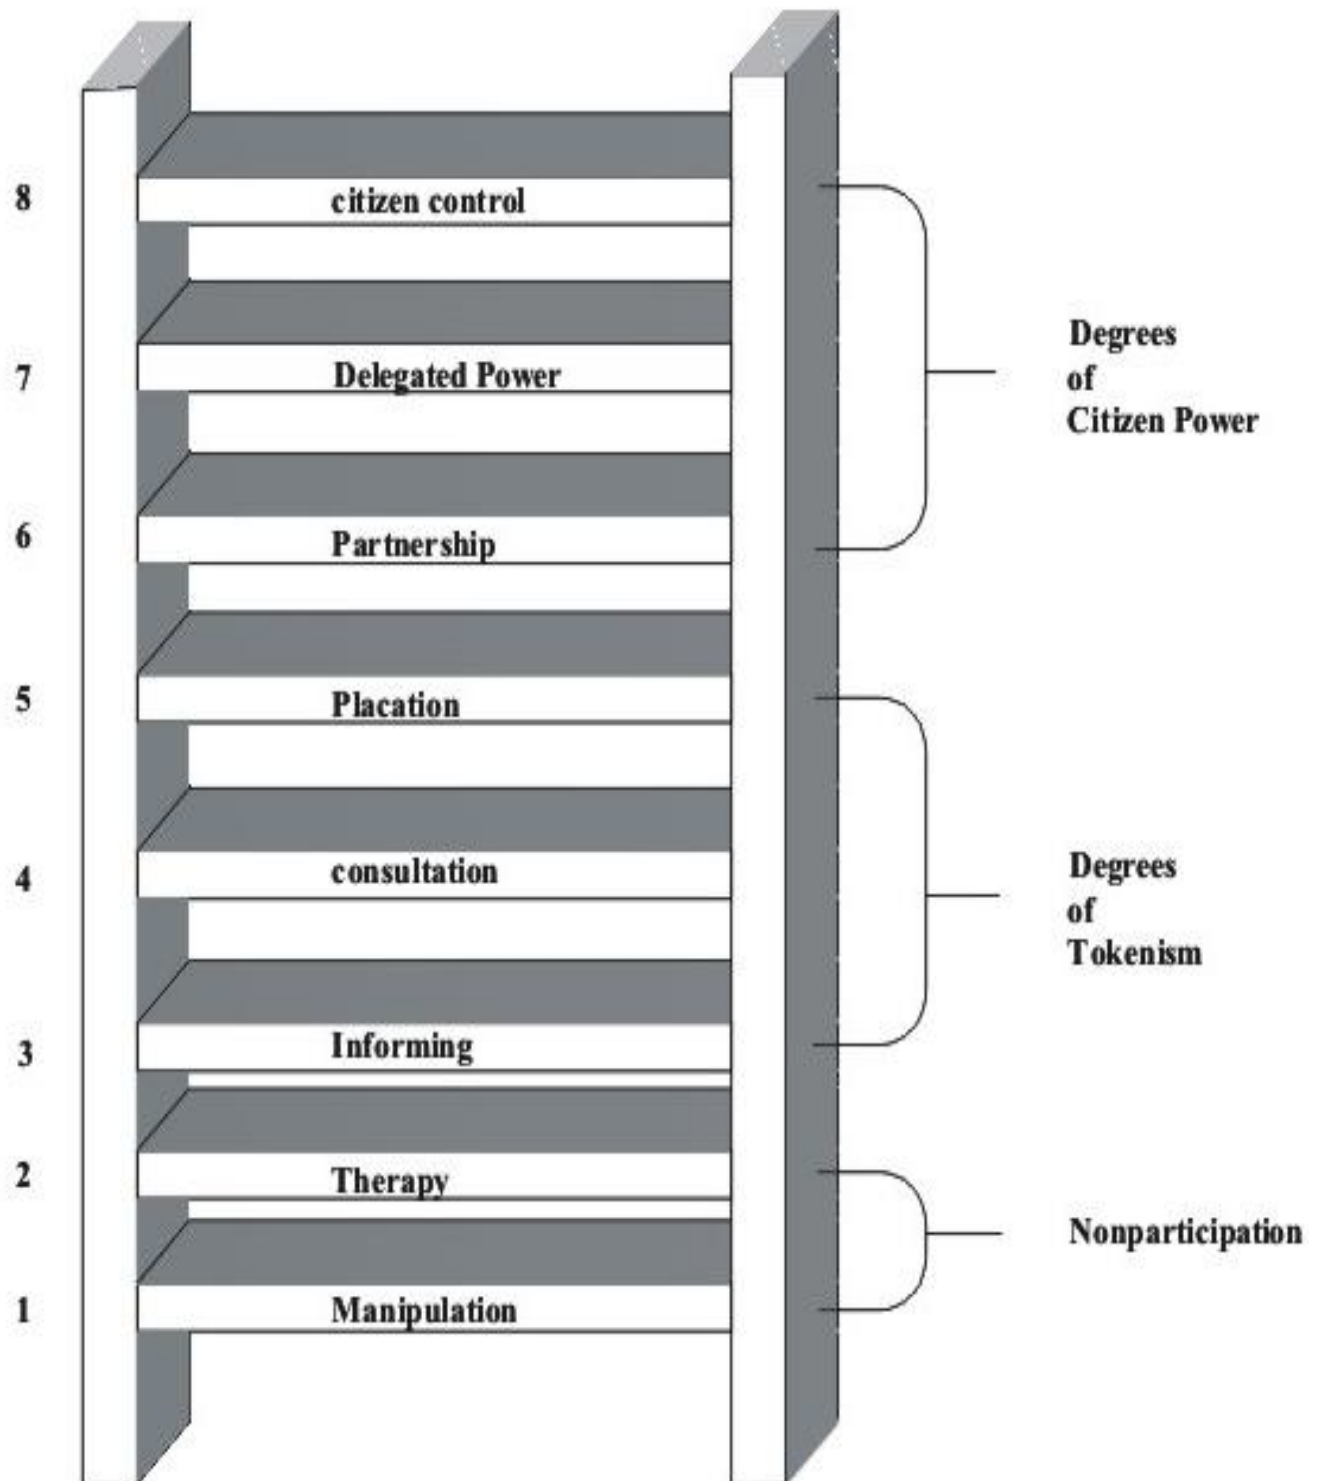 8
citizen control
7
Delegated Power
6
Partnership
5
Placation
4
consultation
3
Informing
2
Therapy
1
Manipulation
Degrees
of
Citizen Power
Degrees
of
Tokenism
Nonparticipation